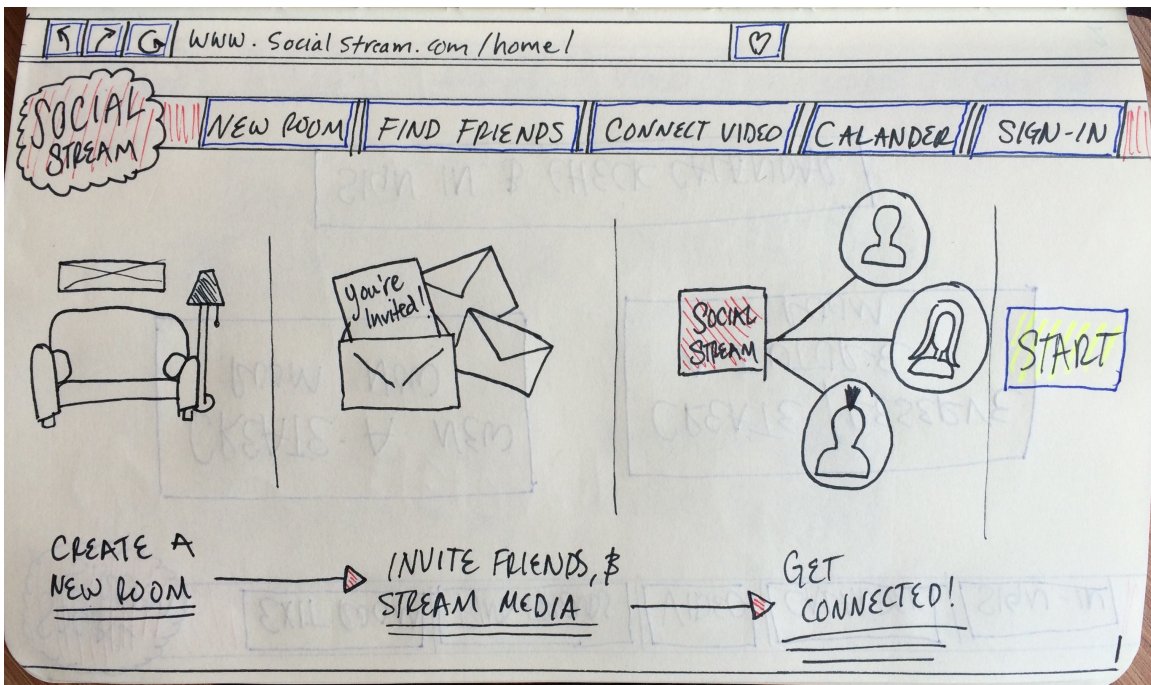 www.Socialstream.com/home/
SOCIAL
STREAM
NEW ROOM
FIND FRIENDS
CONNECT VIDEO
CALANDER
SIGN-IN
You're
Invited!
SOCIAL
STREAM
START
CREATE A
NEW ROOM
INVITE FRIENDS, &
STREAM MEDIA
GET
CONNECTED!
1